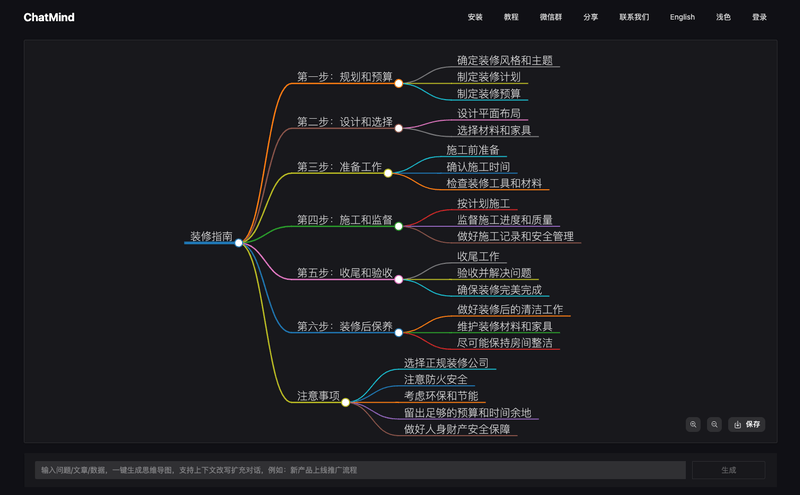 ChatMind
安装
教程
微信群
分享
联系我们
English
浅色
登录
装修指南
第一步：规划和预算
确定装修风格和主题
制定装修计划
制定装修预算
第二步：设计和选择
设计平面布局
选择材料和家具
第三步：准备工作
施工前准备
确认施工时间
检查装修工具和材料
第四步：施工和监督
按计划施工
监督施工进度和质量
做好施工记录和安全管理
第五步：收尾和验收
收尾工作
验收并解决问题
确保装修完美完成
第六步：装修后保养
做好装修后的清洁工作
维护装修材料和家具
尽可能保持房间整洁
注意事项
选择正规装修公司
注意防火安全
考虑环保和节能
留出足够的预算和时间余地
做好人身财产安全保障
保存
输入问题/文章/数据，一键生成思维导图，支持上下文改写扩充对话，例如：新产品上线推广流程
生成